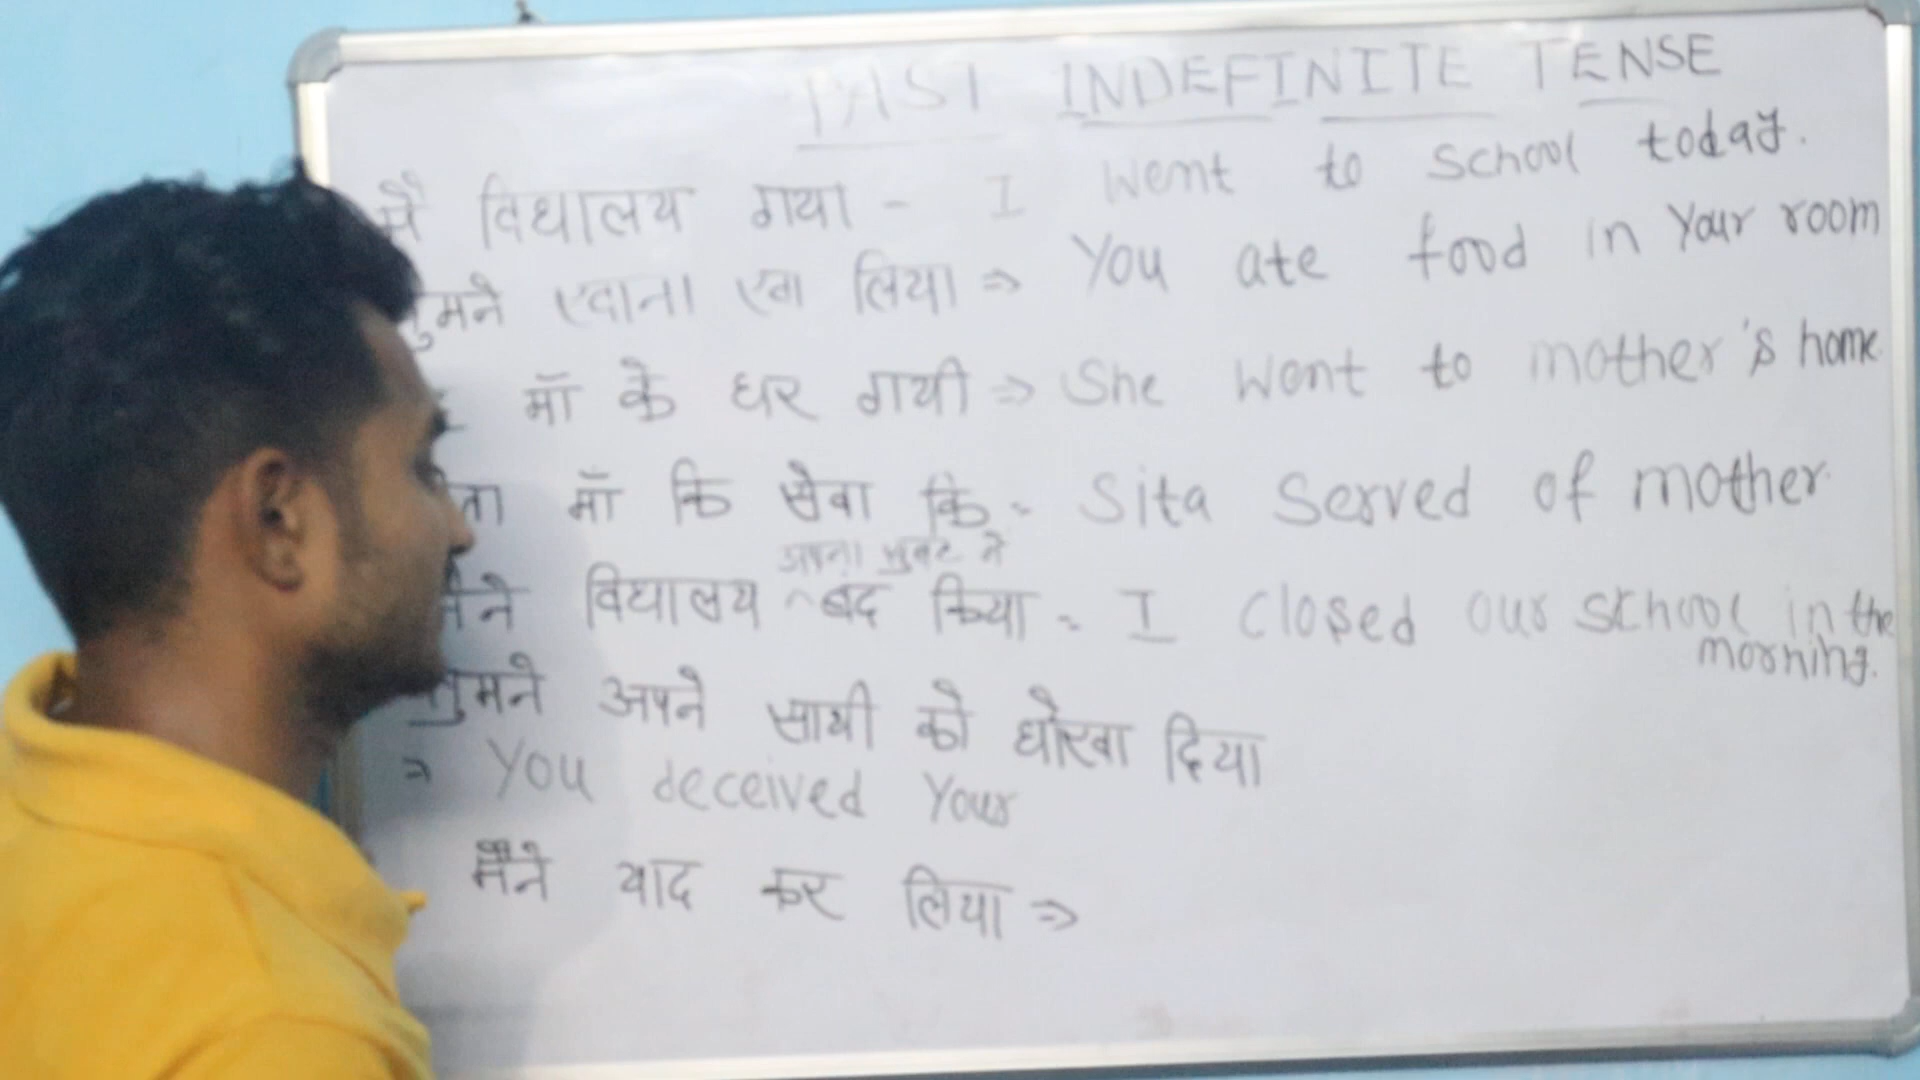 PAST INDEFINITE TENSE
मैं विद्यालय गया - I went to school today.
तुमने खाना खा लिया => You ate food in your room
माँ के घर गयी => She went to mother's home
माँ कि सेवा कि - Sita served of mother
अपना सुबह में
मैंने विद्यालय ^ बंद किया = I closed our school in the morning.
तुमने अपने साथी को धोखा दिया
=> You deceived your
मैंने याद कर लिया =>